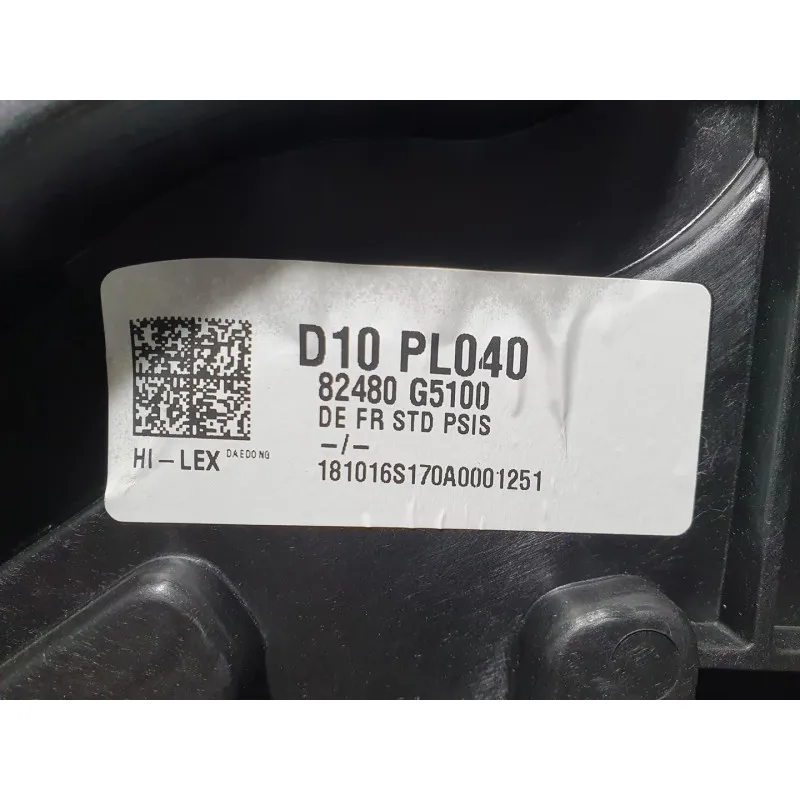 D10 PL040
82480 G5100
DE FR STD PSIS
-/-
181016S170A0001251
HI-LEX DAEDONG